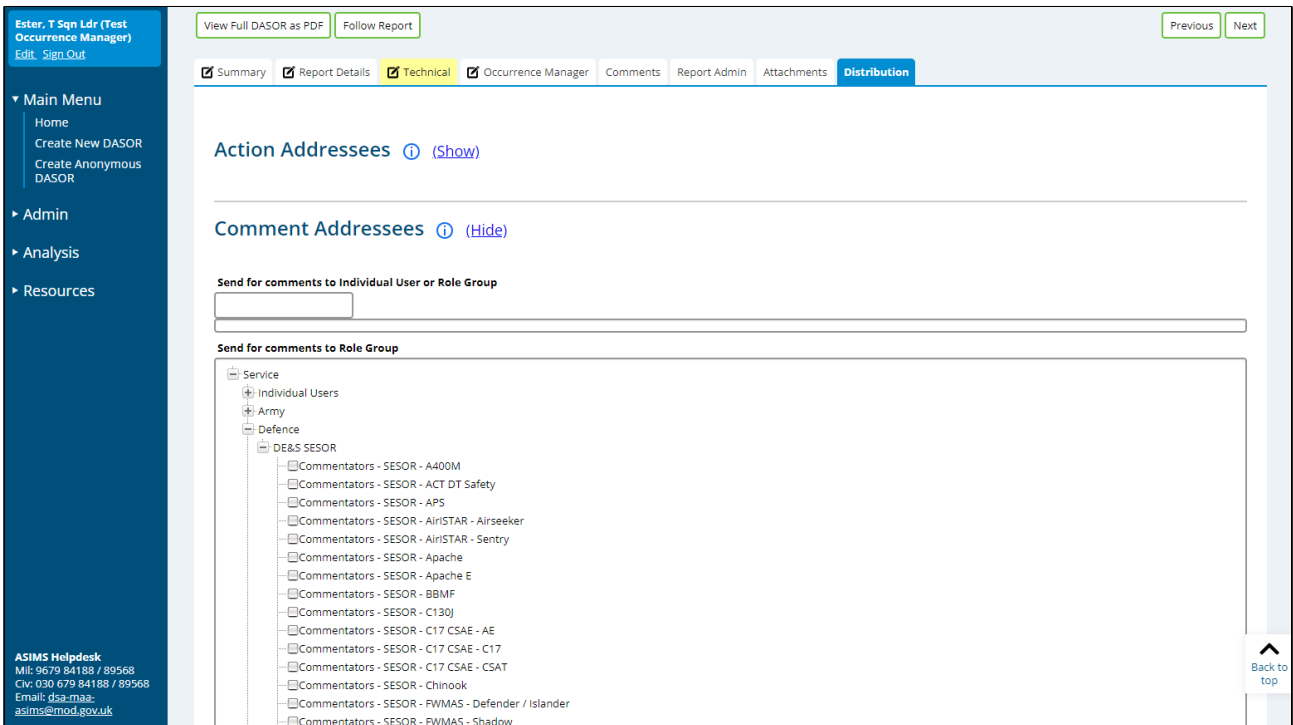 Ester, T Sqn Ldr (Test
Occurrence Manager)
Edit Sign Out
Main Menu
Home
Create New DASOR
Create Anonymous
DASOR
Admin
Analysis
Resources
ASIMS Helpdesk
Mil: 9679 84188 / 89568
Civ: 030 679 84188 / 89568
Email: dsa-maa-
asims@mod.gov.uk
View Full DASOR as PDF Follow Report Previous Next
Summary Report Details Technical Occurrence Manager Comments Report Admin Attachments Distribution
Action Addressees (Show)
Comment Addressees (Hide)
Send for comments to Individual User or Role Group
Send for comments to Role Group
Service
Individual Users
Army
Defence
DE&S SESOR
Commentators - SESOR - A400M
Commentators - SESOR - ACT DT Safety
Commentators - SESOR - APS
Commentators - SESOR - AirISTAR - Airseeker
Commentators - SESOR - AirISTAR - Sentry
Commentators - SESOR - Apache
Commentators - SESOR - Apache E
Commentators - SESOR - BBMF
Commentators - SESOR - C130J
Commentators - SESOR - C17 CSAE - AE
Commentators - SESOR - C17 CSAE - C17
Commentators - SESOR - C17 CSAE - CSAT
Commentators - SESOR - Chinook
Commentators - SESOR - FWMAS - Defender / Islander
Commentators - SESOR - FWMAS - Shadow
Back to
top